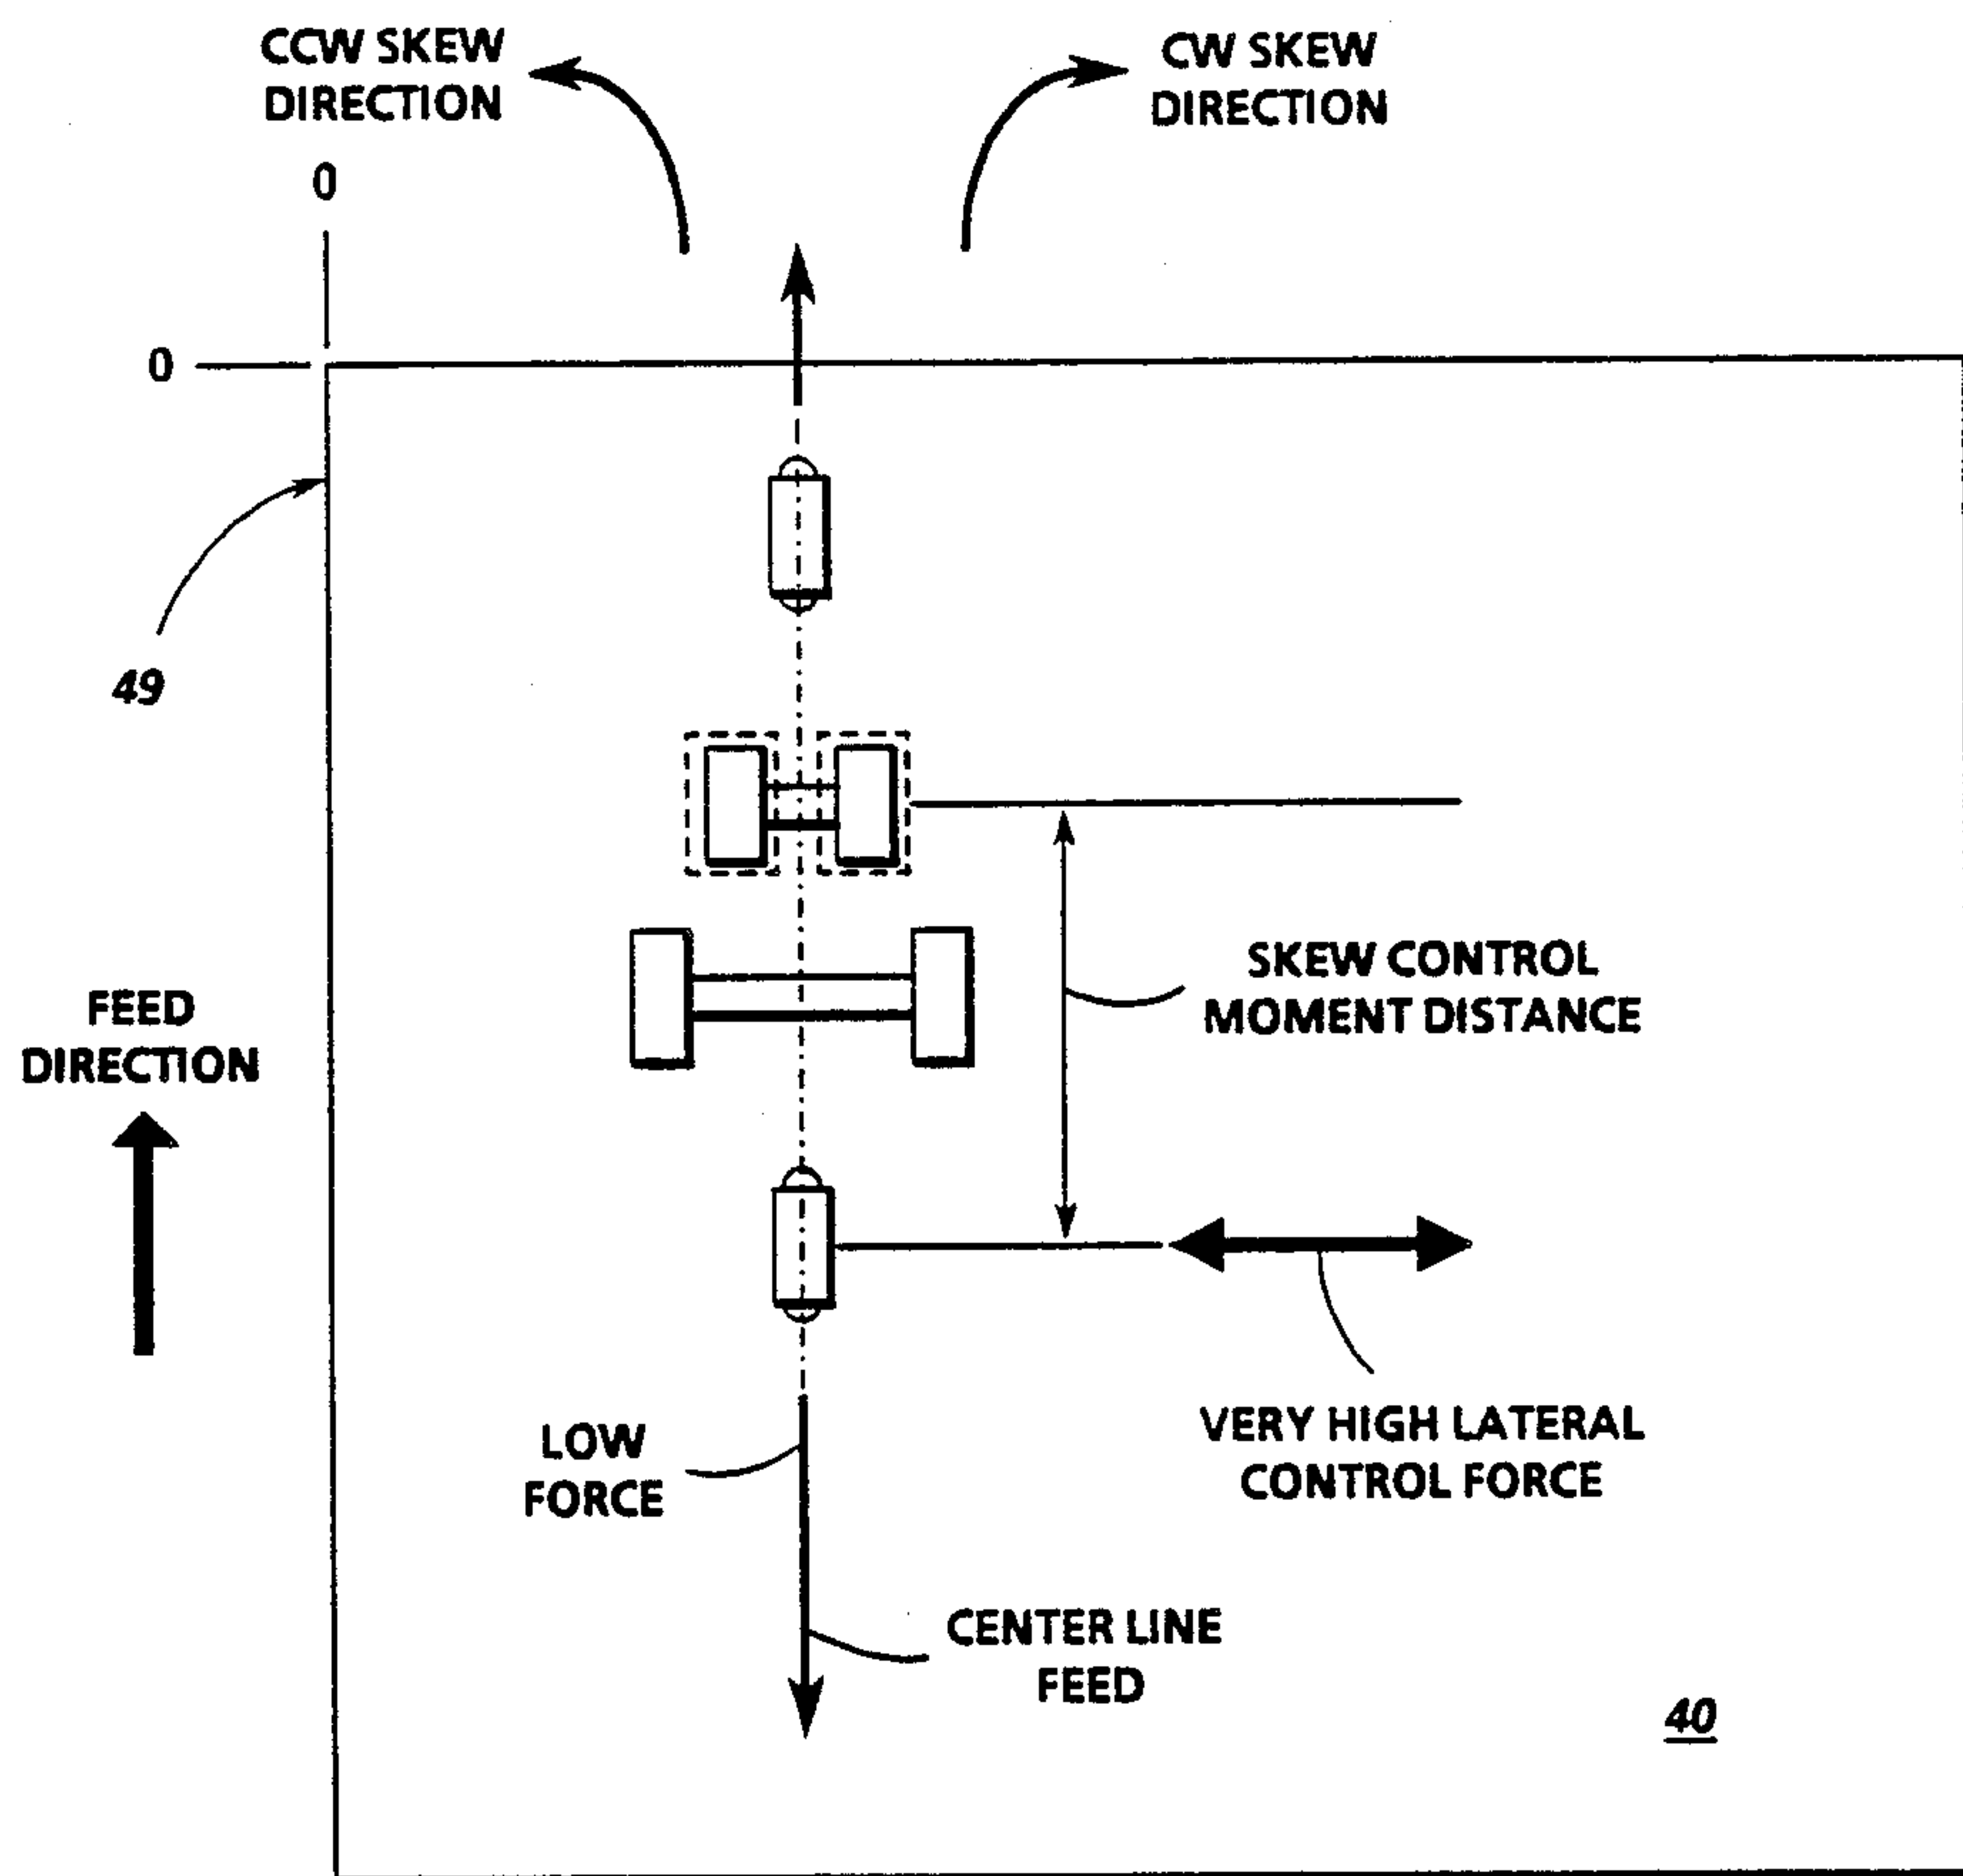 CCW SKEW
DIRECTION
CW SKEW
DIRECTION
0
0
49
FEED
DIRECTION
SKEW CONTROL
MOMENT DISTANCE
LOW
FORCE
VERY HIGH LATERAL
CONTROL FORCE
CENTER LINE
FEED
40